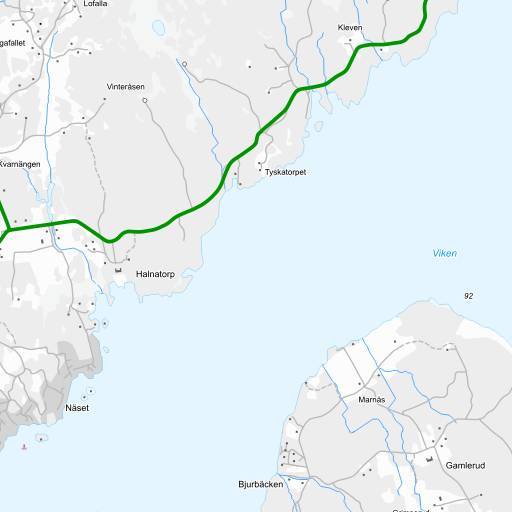 Lofalla
Kleven
gafallet
Vinteråsen
Kvarnängen
Tyskatorpet
Viken
Halnatorp
92
Marnäs
Näset
Gamlerud
Bjurbäcken